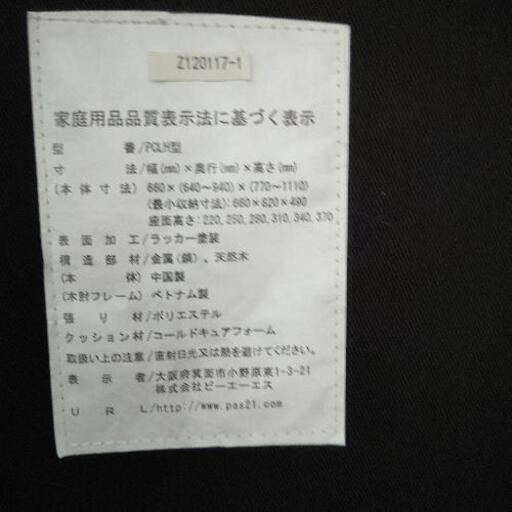 Z120117-1
家庭用品品質表示法に基づく表示
型番/PCLH型
寸法/幅(mm)×奥行(mm)×高さ(mm)
(本体寸法) 660×(640~940)×(770~1110)
(最小収納寸法):660×820×490
座面高さ:220,250,280,310,340,370
表面加工/ラッカー塗装
構造部材/金属(鋼)、天然木
(本体) 中国製
(木肘フレーム) ベトナム製
張り材/ポリエステル
クッション材/コールドキュアフォーム
取扱い上の注意/直射日光又は熱を避けてください。
表示者/大阪府箕面市小野原東1-3-21
株式会社ピーエーエス
URL/http://www.pas21.com/